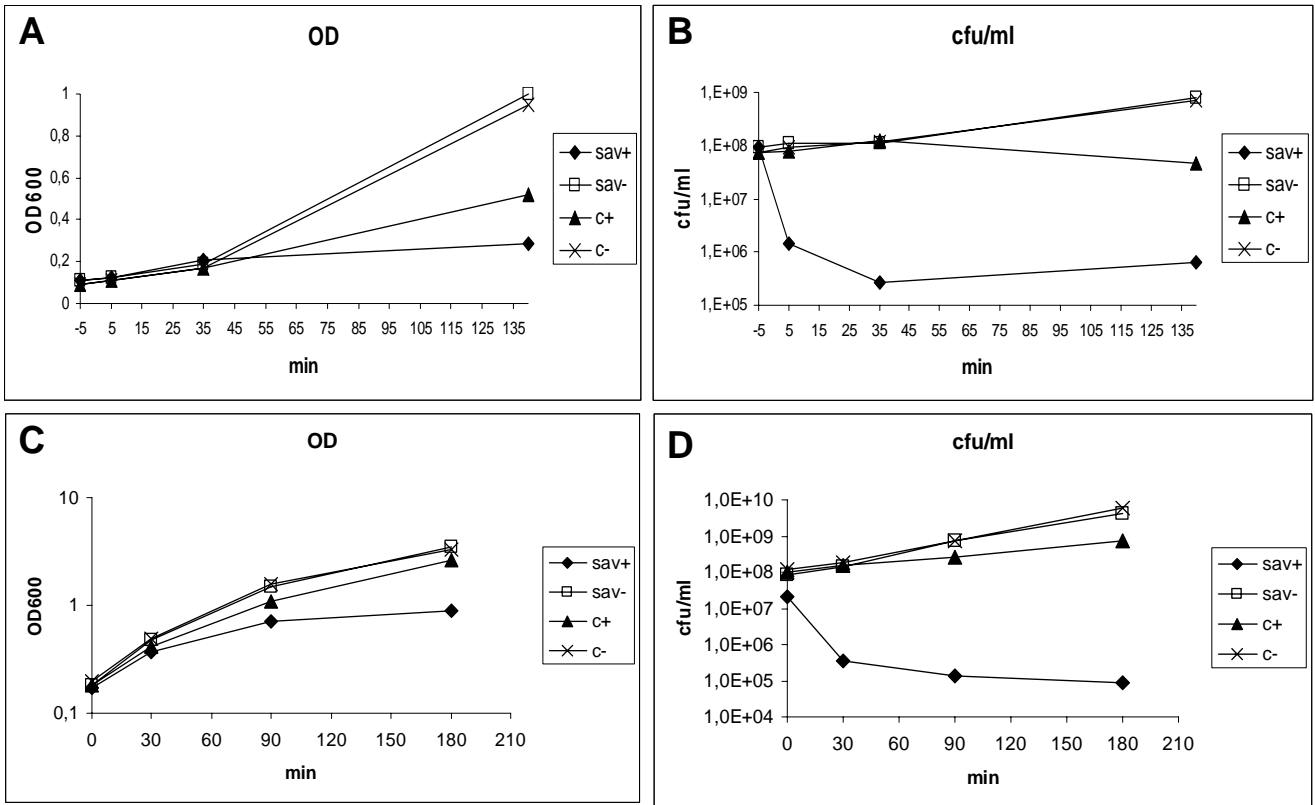 A
OD
1
0,8
0,6
0,4
0,2
0
OD600
-5 5 15 25 35 45 55 65 75 85 95 105 115 125 135
min
sav+
sav-
c+
c-
B
cfu/ml
1,E+09
1,E+08
1,E+07
1,E+06
1,E+05
cfu/ml
-5 5 15 25 35 45 55 65 75 85 95 105 115 125 135
min
sav+
sav-
c+
c-
C
OD
10
1
0,1
OD600
0 30 60 90 120 150 180 210
min
sav+
sav-
c+
c-
D
cfu/ml
1,0E+10
1,0E+09
1,0E+08
1,0E+07
1,0E+06
1,0E+05
1,0E+04
cfu/ml
0 30 60 90 120 150 180 210
min
sav+
sav-
c+
c-